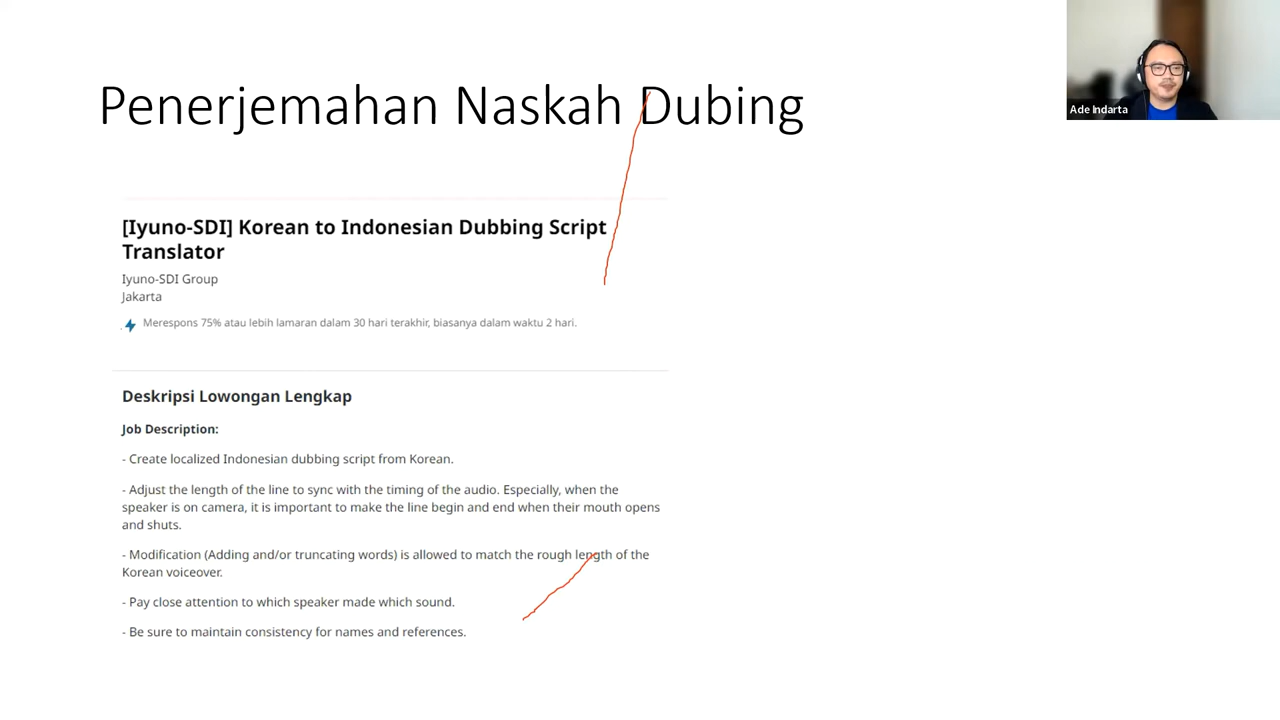 Penerjemahan Naskah Dubing
Ade Indarta
[Iyuno-SDI] Korean to Indonesian Dubbing Script
Translator
Iyuno-SDI Group
Jakarta
Merespons 75% atau lebih lamaran dalam 30 hari terakhir, biasanya dalam waktu 2 hari.
Deskripsi Lowongan Lengkap
Job Description:
- Create localized Indonesian dubbing script from Korean.
- Adjust the length of the line to sync with the timing of the audio. Especially, when the
speaker is on camera, it is important to make the line begin and end when their mouth opens
and shuts.
- Modification (Adding and/or truncating words) is allowed to match the rough length of the
Korean voiceover.
- Pay close attention to which speaker made which sound.
- Be sure to maintain consistency for names and references.